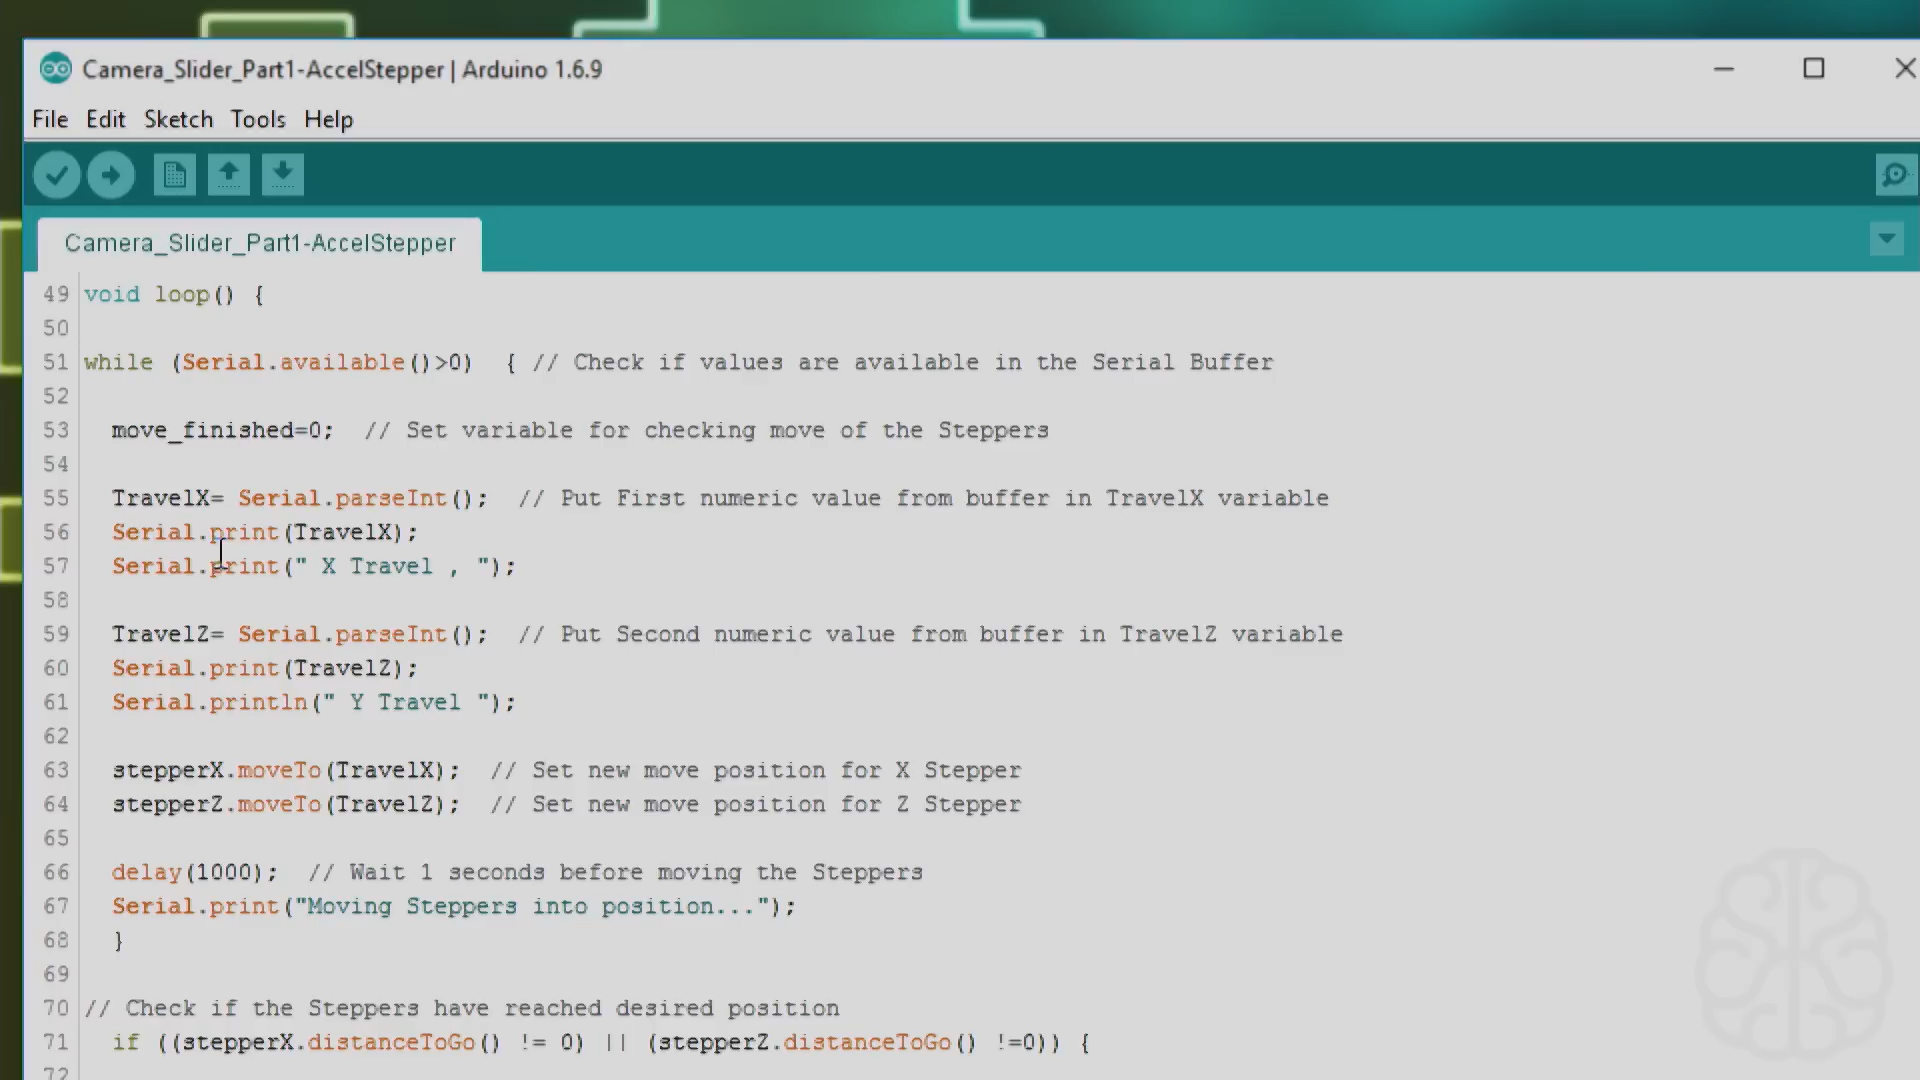 Camera_Slider_Part1-AccelStepper | Arduino 1.6.9
File Edit Sketch Tools Help
Camera_Slider_Part1-AccelStepper
49 void loop() {
50
51 while (Serial.available()>0)  { // Check if values are available in the Serial Buffer
52
53   move_finished=0;  // Set variable for checking move of the Steppers
54
55   TravelX= Serial.parseInt();  // Put First numeric value from buffer in TravelX variable
56   Serial.print(TravelX);
57   Serial.print(" X Travel , ");
58
59   TravelZ= Serial.parseInt();  // Put Second numeric value from buffer in TravelZ variable
60   Serial.print(TravelZ);
61   Serial.println(" Y Travel ");
62
63   stepperX.moveTo(TravelX);  // Set new move position for X Stepper
64   stepperZ.moveTo(TravelZ);  // Set new move position for Z Stepper
65
66   delay(1000);  // Wait 1 seconds before moving the Steppers
67   Serial.print("Moving Steppers into position...");
68   }
69
70 // Check if the Steppers have reached desired position
71   if ((stepperX.distanceToGo() != 0) || (stepperZ.distanceToGo() !=0)) {
72